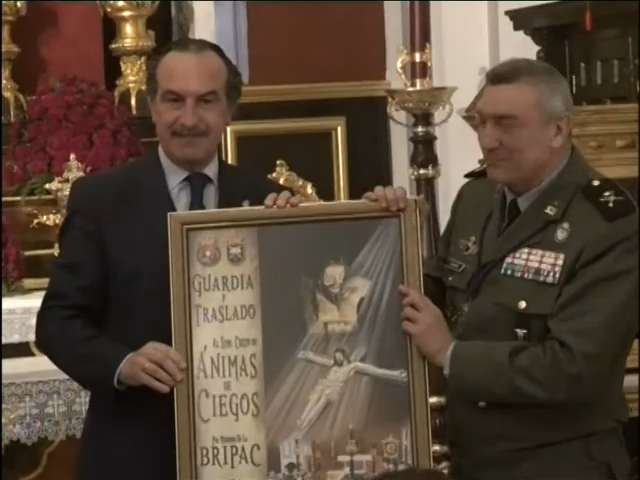 GUARDIA
Y
TRASLADO
AL STMO CRISTO DE
ÁNIMAS
DE
CIEGOS
POR MIEMBROS DE LA
BRIPAC